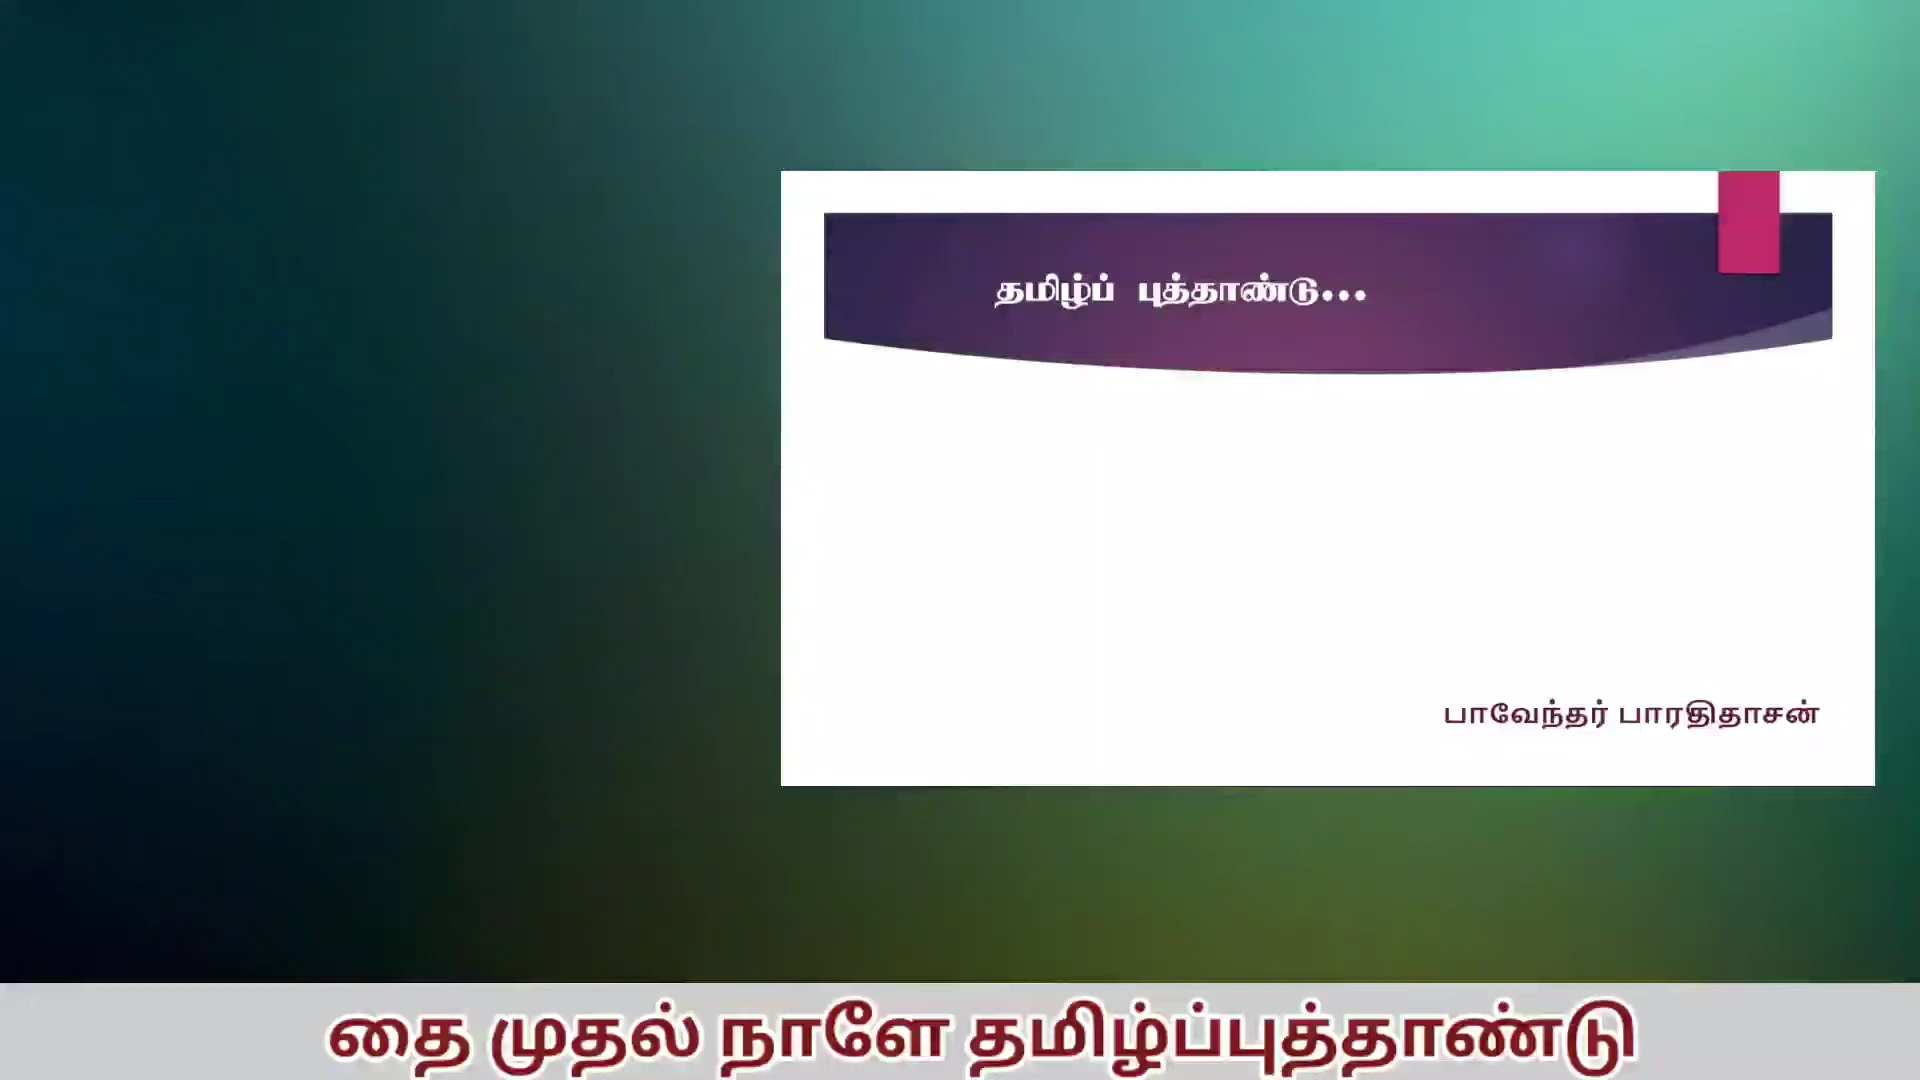 தமிழ்ப் புத்தாண்டு...
பாவேந்தர் பாரதிதாசன்
தை முதல் நாளே தமிழ்ப்புத்தாண்டு